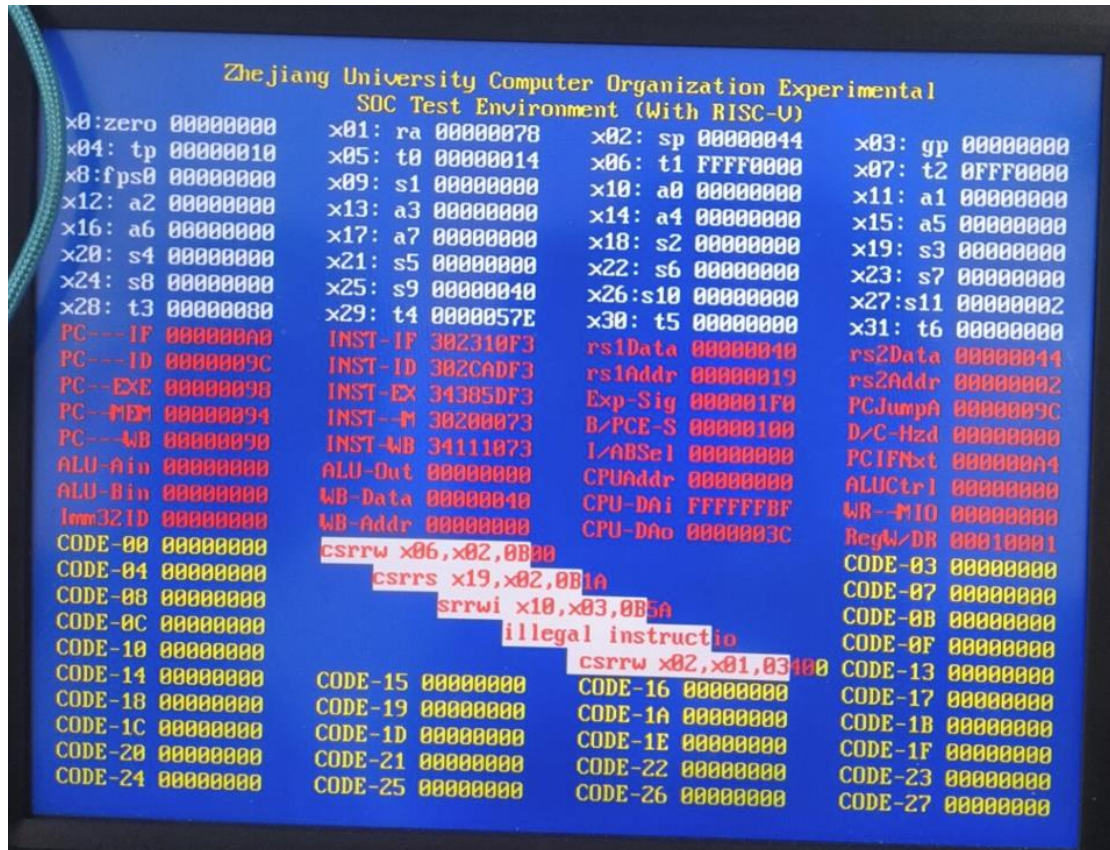 Zhejiang University Computer Organization Experimental
SOC Test Environment (With RISC-V)
x0:zero 00000000 x01: ra 00000078 x02: sp 00000044 x03: gp 00000000
x04: tp 00000010 x05: t0 00000014 x06: t1 FFFF0000 x07: t2 0FFF0000
x8:fps0 00000000 x09: s1 00000000 x10: a0 00000000 x11: a1 00000000
x12: a2 00000000 x13: a3 00000000 x14: a4 00000000 x15: a5 00000000
x16: a6 00000000 x17: a7 00000000 x18: s2 00000000 x19: s3 00000000
x20: s4 00000000 x21: s5 00000000 x22: s6 00000000 x23: s7 00000000
x24: s8 00000000 x25: s9 00000040 x26:s10 00000000 x27:s11 00000002
x28: t3 00000080 x29: t4 0000057E x30: t5 00000000 x31: t6 00000000
PC---IF 000000A0 INST-IF 302310F3 rs1Data 00000040 rs2Data 00000044
PC---ID 0000009C INST-ID 302CADF3 rs1Addr 00000019 rs2Addr 00000002
PC--EXE 00000098 INST-EX 34385DF3 Exp-Sig 000001F0 PCJumpA 0000009C
PC--MEM 00000094 INST--M 30200073 B/PCE-S 00000100 D/C-Hzd 00000000
PC---WB 00000090 INST-WB 34111073 I/ABSel 00000000 PCIFNxt 000000A4
ALU-Ain 00000000 ALU-Out 00000000 CPUAddr 00000000 ALUCtrl 00000000
ALU-Bin 00000000 WB-Data 00000040 CPU-DAi FFFFFFBF WR--MIO 00000000
Imm32ID 00000000 WB-Addr 00000000 CPU-DAo 0000003C RegW/DR 00010001
CODE-00 00000000 csrrw x06,x02,0B00 CODE-03 00000000
CODE-04 00000000 csrrs x19,x02,0B1A CODE-07 00000000
CODE-08 00000000 srrwi x10,x03,0B5A CODE-0B 00000000
CODE-0C 00000000 illegal instructio CODE-0F 00000000
CODE-10 00000000 csrrw x02,x01,03400 CODE-13 00000000
CODE-14 00000000 CODE-15 00000000 CODE-16 00000000 CODE-17 00000000
CODE-18 00000000 CODE-19 00000000 CODE-1A 00000000 CODE-1B 00000000
CODE-1C 00000000 CODE-1D 00000000 CODE-1E 00000000 CODE-1F 00000000
CODE-20 00000000 CODE-21 00000000 CODE-22 00000000 CODE-23 00000000
CODE-24 00000000 CODE-25 00000000 CODE-26 00000000 CODE-27 00000000